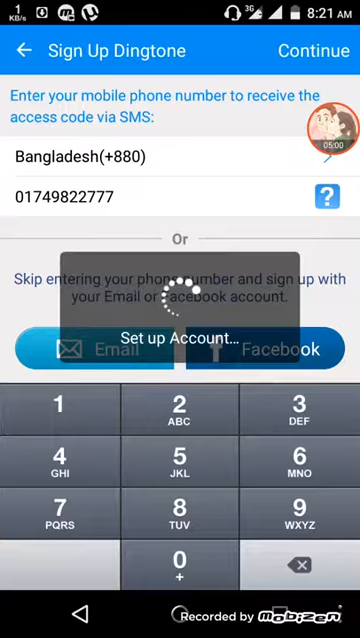 1
KB/s
3G
8:21 AM
Sign Up Dingtone
Continue
Enter your mobile phone number to receive the
access code via SMS:
05:00
Bangladesh(+880)
01749822777
?
Or
Skip entering your phone number and sign up with
your Email or Facebook account.
Set up Account...
Email
f Facebook
1
2
ABC
3
DEF
4
GHI
5
JKL
6
MNO
7
PQRS
8
TUV
9
WXYZ
0
+
Recorded by mobizen